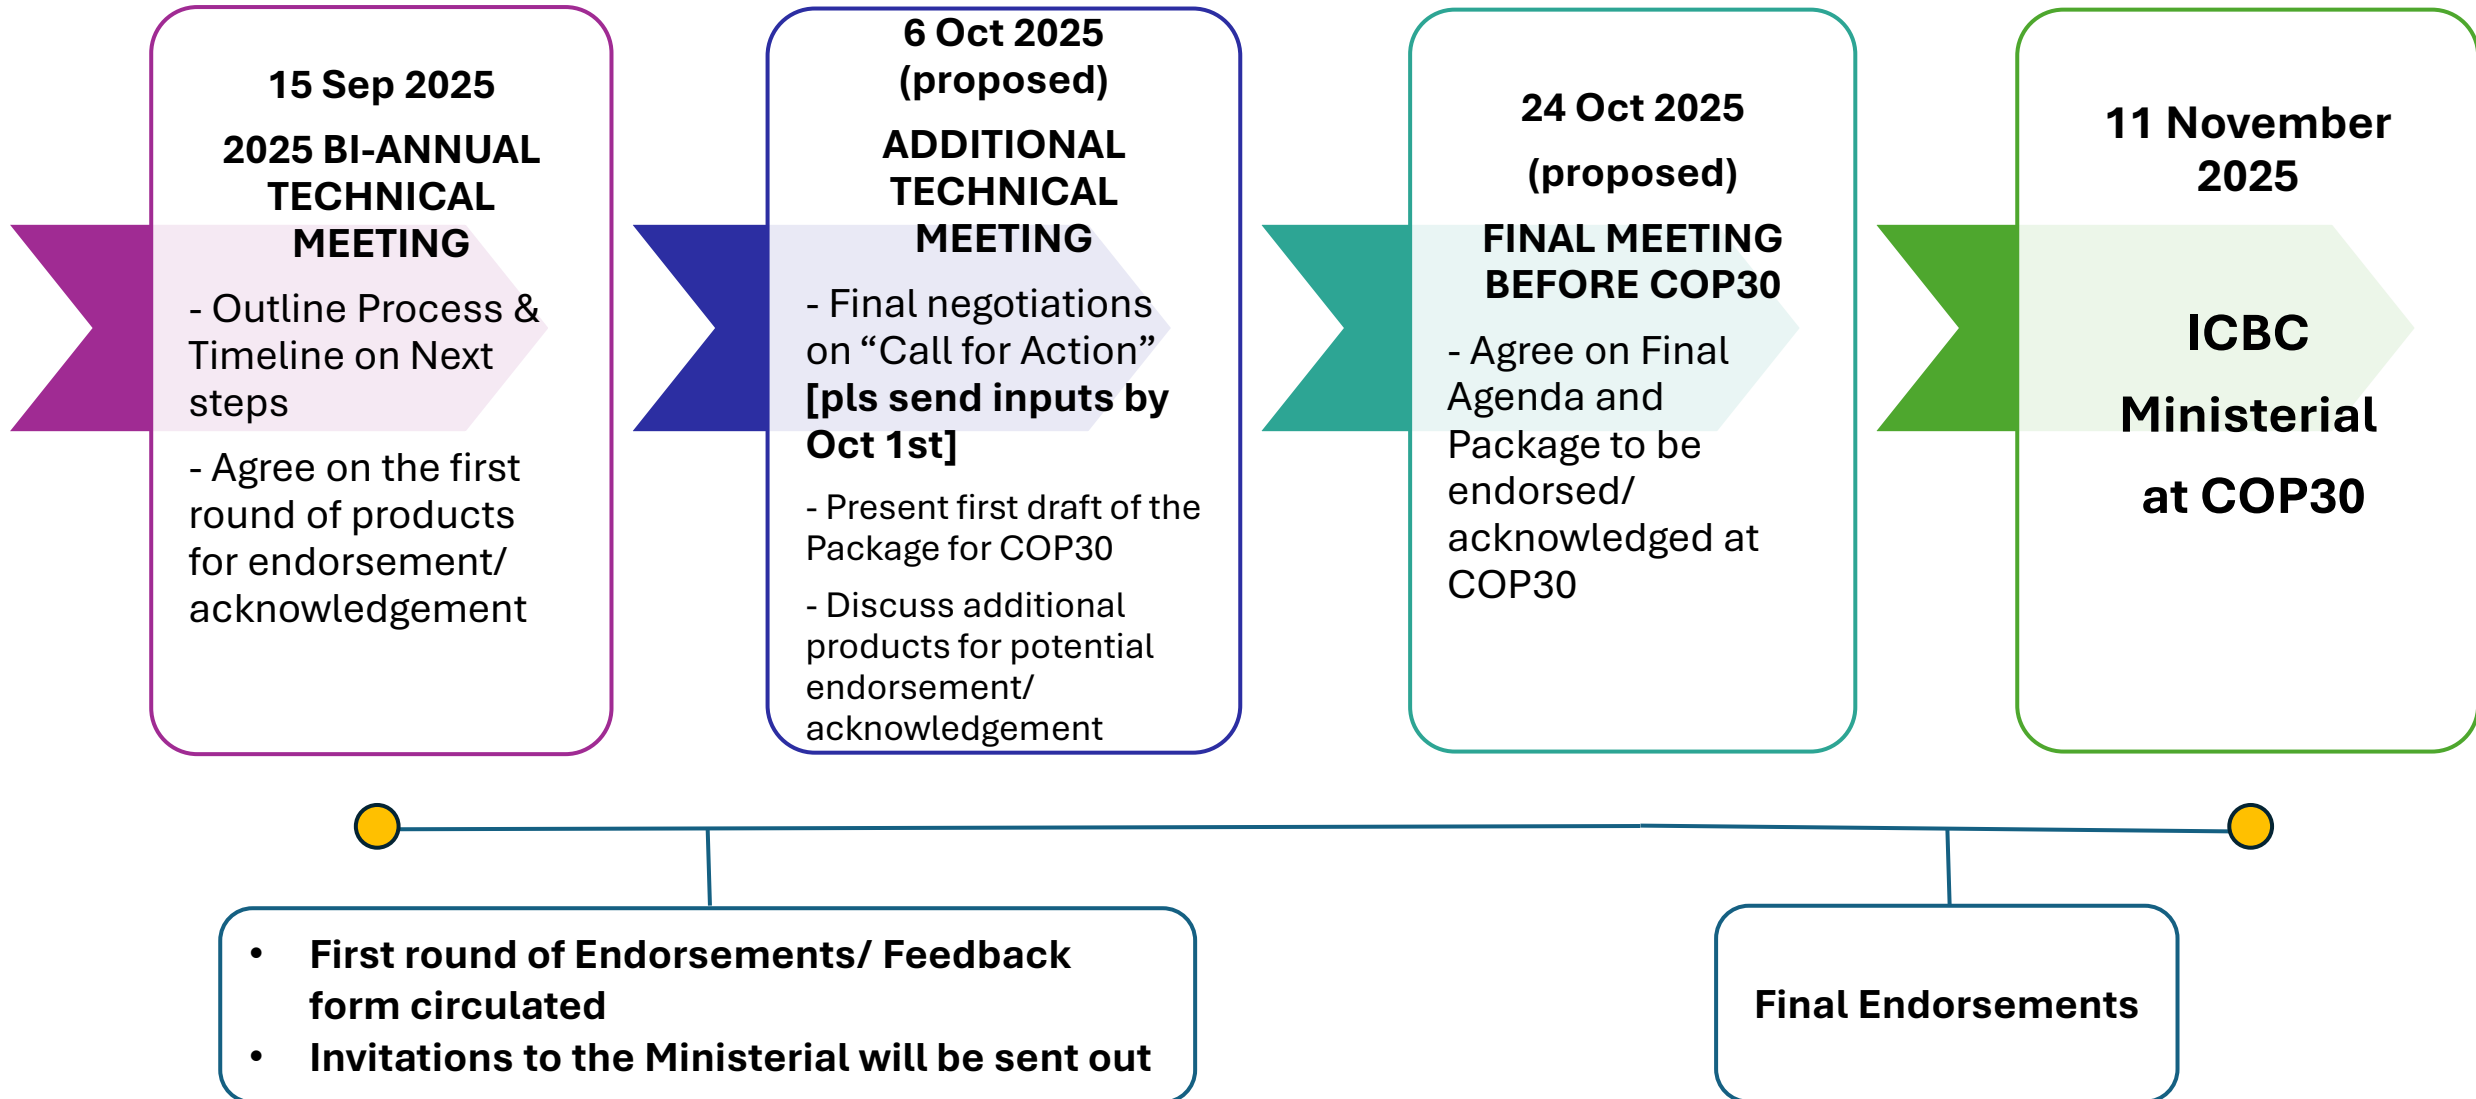 15 Sep 2025
2025 BI-ANNUAL
TECHNICAL
MEETING
- Outline Process &
Timeline on Next
steps
- Agree on the first
round of products
for endorsement/
acknowledgement
6 Oct 2025
(proposed)
ADDITIONAL
TECHNICAL
MEETING
- Final negotiations
on “Call for Action”
[pls send inputs by
Oct 1st]
- Present first draft of the
Package for COP30
- Discuss additional
products for potential
endorsement/
acknowledgement
24 Oct 2025
(proposed)
FINAL MEETING
BEFORE COP30
- Agree on Final
Agenda and
Package to be
endorsed/
acknowledged at
COP30
11 November
2025
ICBC
Ministerial
at COP30
• First round of Endorsements/ Feedback
form circulated
• Invitations to the Ministerial will be sent out
Final Endorsements